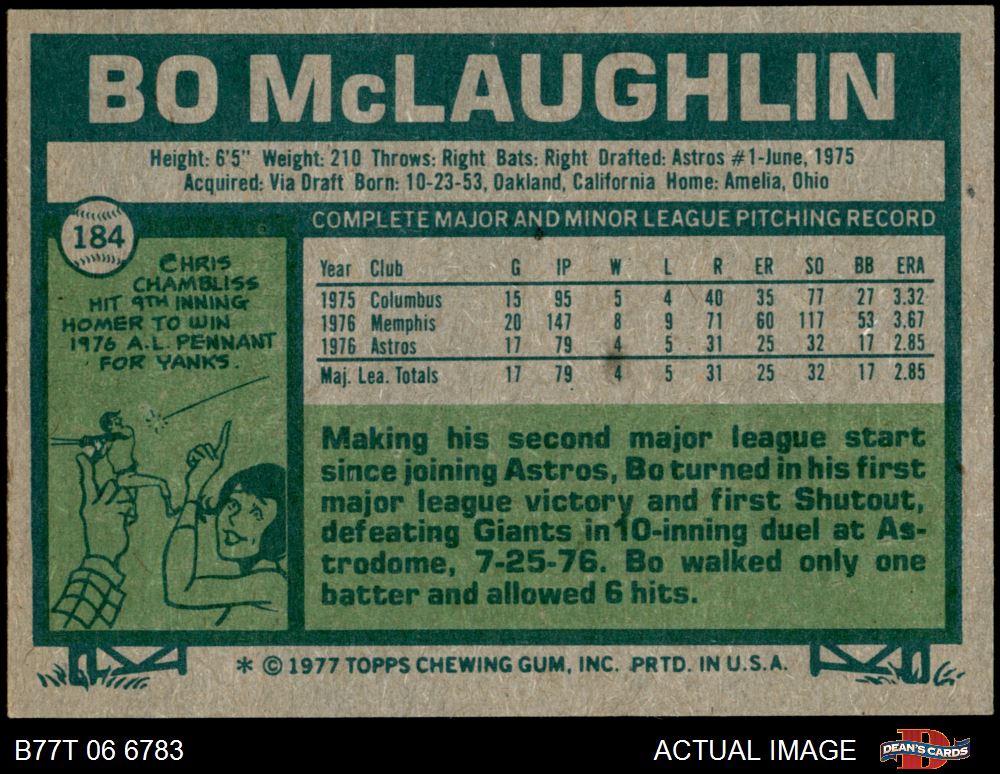 BO McLAUGHLIN
Height: 6'5" Weight: 210 Throws: Right Bats: Right Drafted: Astros #1-June, 1975
Acquired: Via Draft Born: 10-23-53, Oakland, California Home: Amelia, Ohio
184
CHRIS
CHAMBLISS
HIT 9TH INNING
HOMER TO WIN
1976 A.L. PENNANT
FOR YANKS.
COMPLETE MAJOR AND MINOR LEAGUE PITCHING RECORD
Year Club G IP W L R ER SO BB ERA
1975 Columbus 15 95 5 4 40 35 77 27 3.32
1976 Memphis 20 147 8 9 71 60 117 53 3.67
1976 Astros 17 79 4 5 31 25 32 17 2.85
Maj. Lea. Totals 17 79 4 5 31 25 32 17 2.85
Making his second major league start
since joining Astros, Bo turned in his first
major league victory and first Shutout,
defeating Giants in 10-inning duel at As-
trodome, 7-25-76. Bo walked only one
batter and allowed 6 hits.
* © 1977 TOPPS CHEWING GUM, INC. PRTD. IN U.S.A.
B77T 06 6783
ACTUAL IMAGE
DEAN'S CARDS